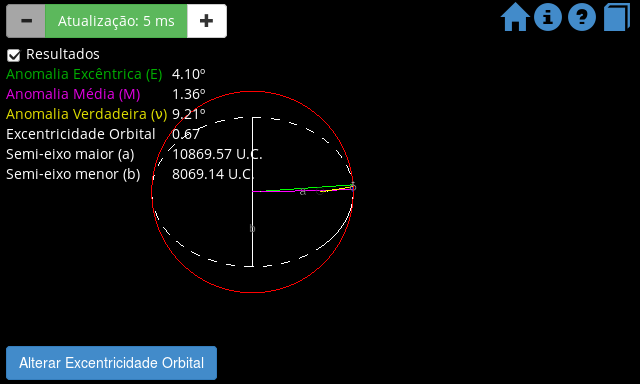 − Atualização: 5 ms +
Resultados
Anomalia Excêntrica (E) 4.10º
Anomalia Média (M) 1.36º
Anomalia Verdadeira (ν) 9.21º
Excentricidade Orbital 0.67
Semi-eixo maior (a) 10869.57 U.C.
Semi-eixo menor (b) 8069.14 U.C.
a
b
Alterar Excentricidade Orbital